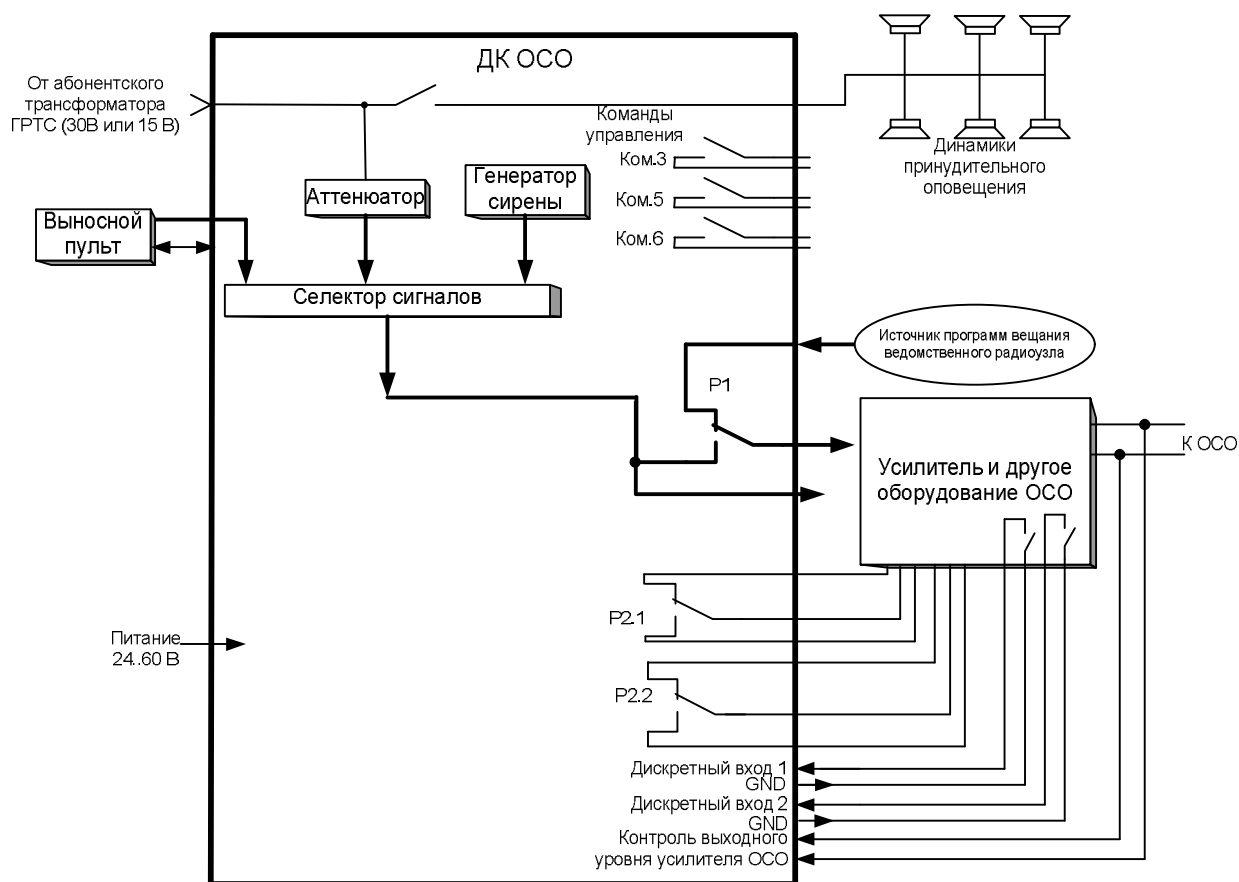 ДК ОСО
От абонентского
трансформатора
ГРТС (30В или 15 В)
Команды
управления
Ком.3
Ком.5
Ком.6
Динамики
принудительного
оповещения
Аттенюатор
Генератор
сирены
Выносной
пульт
Селектор сигналов
Источник программ вещания
ведомственного радиоузла
P1
Усилитель и другое
оборудование ОСО
К ОСО
P2.1
Питание
24..60 В
P2.2
Дискретный вход 1
GND
Дискретный вход 2
GND
Контроль выходного
уровня усилителя ОСО